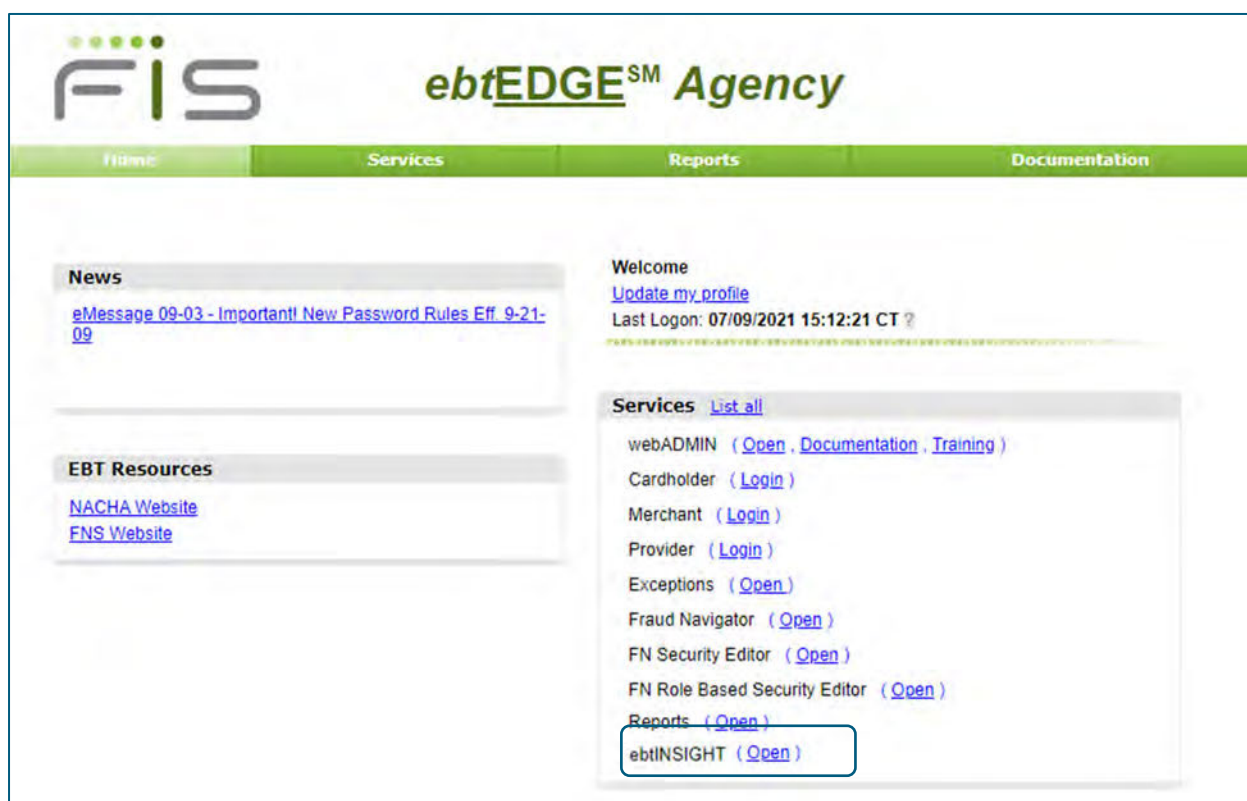 FIS
ebtEDGE℠ Agency
Home Services Reports Documentation
News
eMessage 09-03 - Important! New Password Rules Eff. 9-21-
09
EBT Resources
NACHA Website
FNS Website
Welcome
Update my profile
Last Logon: 07/09/2021 15:12:21 CT ?
Services List all
webADMIN ( Open , Documentation , Training )
Cardholder ( Login )
Merchant ( Login )
Provider ( Login )
Exceptions ( Open )
Fraud Navigator ( Open )
FN Security Editor ( Open )
FN Role Based Security Editor ( Open )
Reports ( Open )
ebtINSIGHT ( Open )